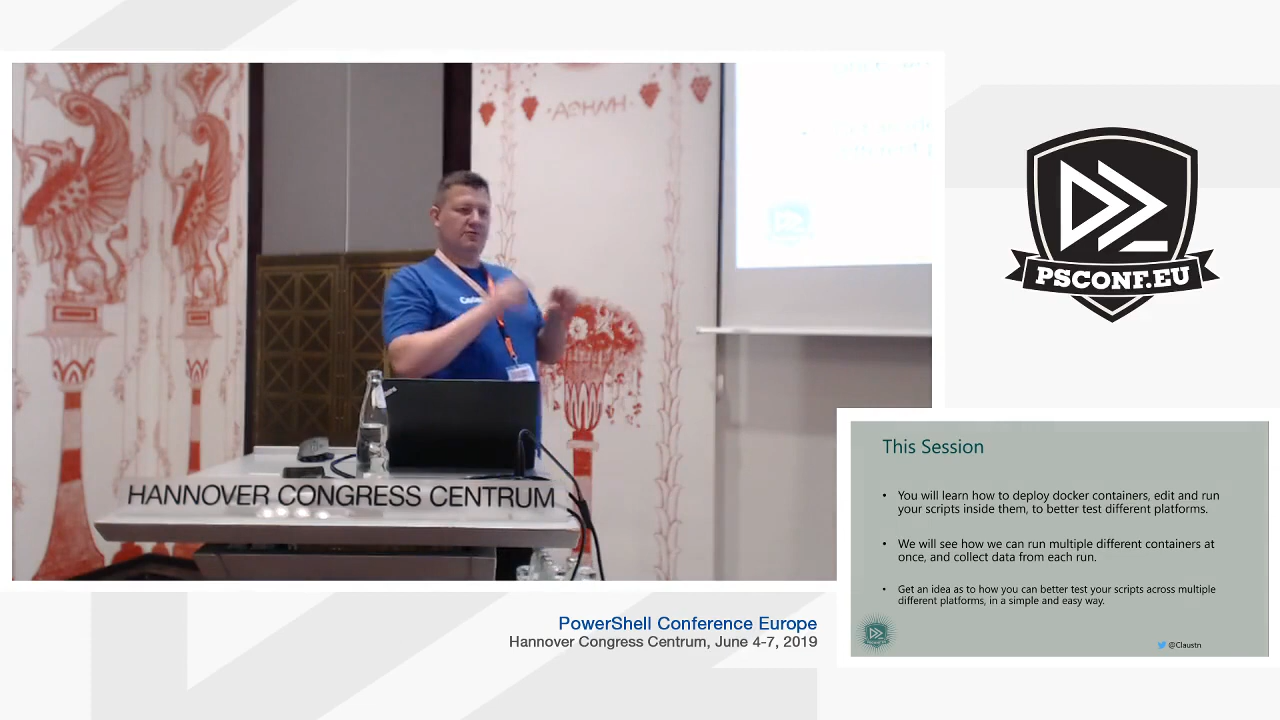 HANNOVER CONGRESS CENTRUM
PSCONF.EU
This Session
• You will learn how to deploy docker containers, edit and run
your scripts inside them, to better test different platforms.
• We will see how we can run multiple different containers at
once, and collect data from each run.
• Get an idea as to how you can better test your scripts across multiple
different platforms, in a simple and easy way.
@Claustn
PowerShell Conference Europe
Hannover Congress Centrum, June 4-7, 2019